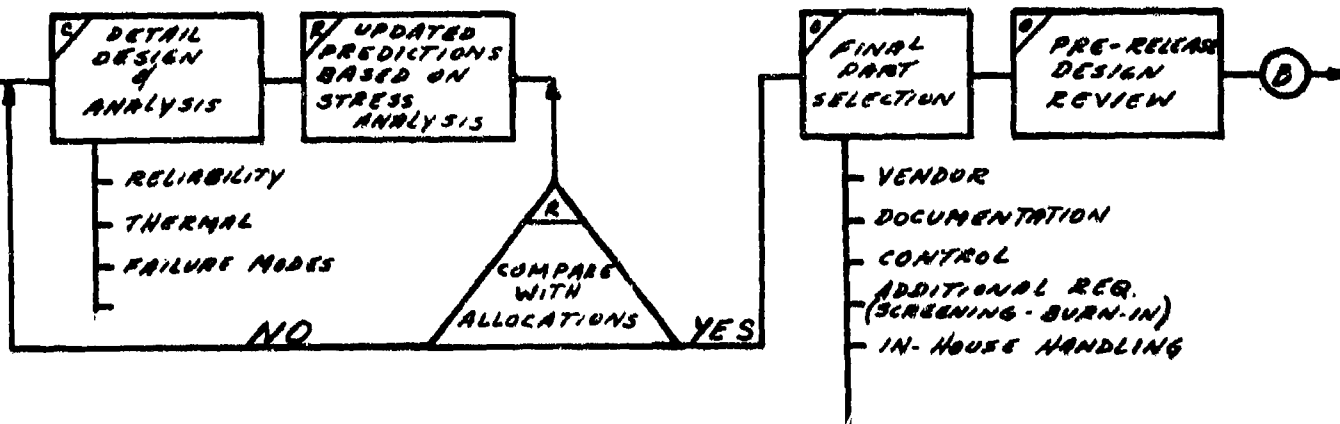 C
DETAIL
DESIGN
&
ANALYSIS
R
UPDATED
PREDICTIONS
BASED ON
STRESS
ANALYSIS
RELIABILITY
THERMAL
FAILURE MODES
R
COMPARE
WITH
ALLOCATIONS
NO
YES
FINAL
PART
SELECTION
VENDOR
DOCUMENTATION
CONTROL
ADDITIONAL REQ.
(SCREENING - BURN-IN)
IN-HOUSE HANDLING
PRE-RELEASE
DESIGN
REVIEW
B